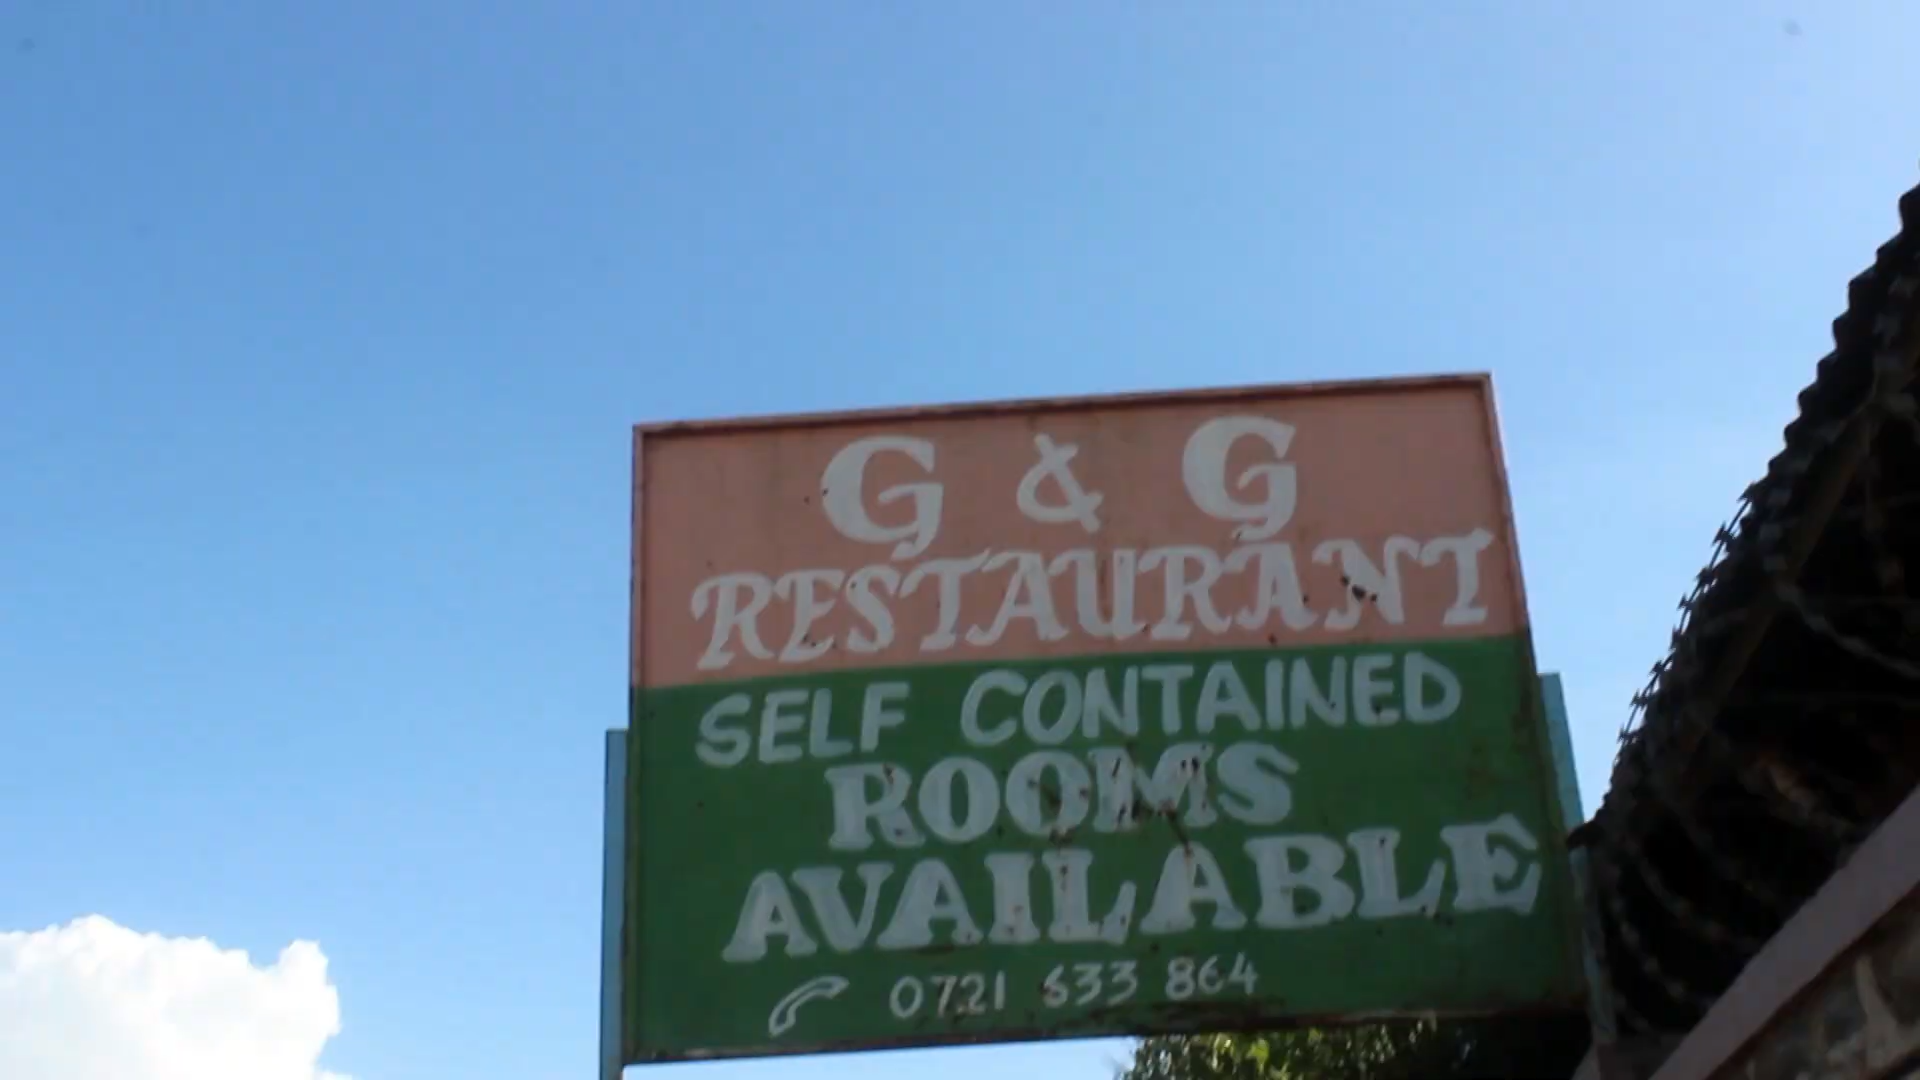 G & G
RESTAURANT
SELF CONTAINED
ROOMS
AVAILABLE
0721 633 864